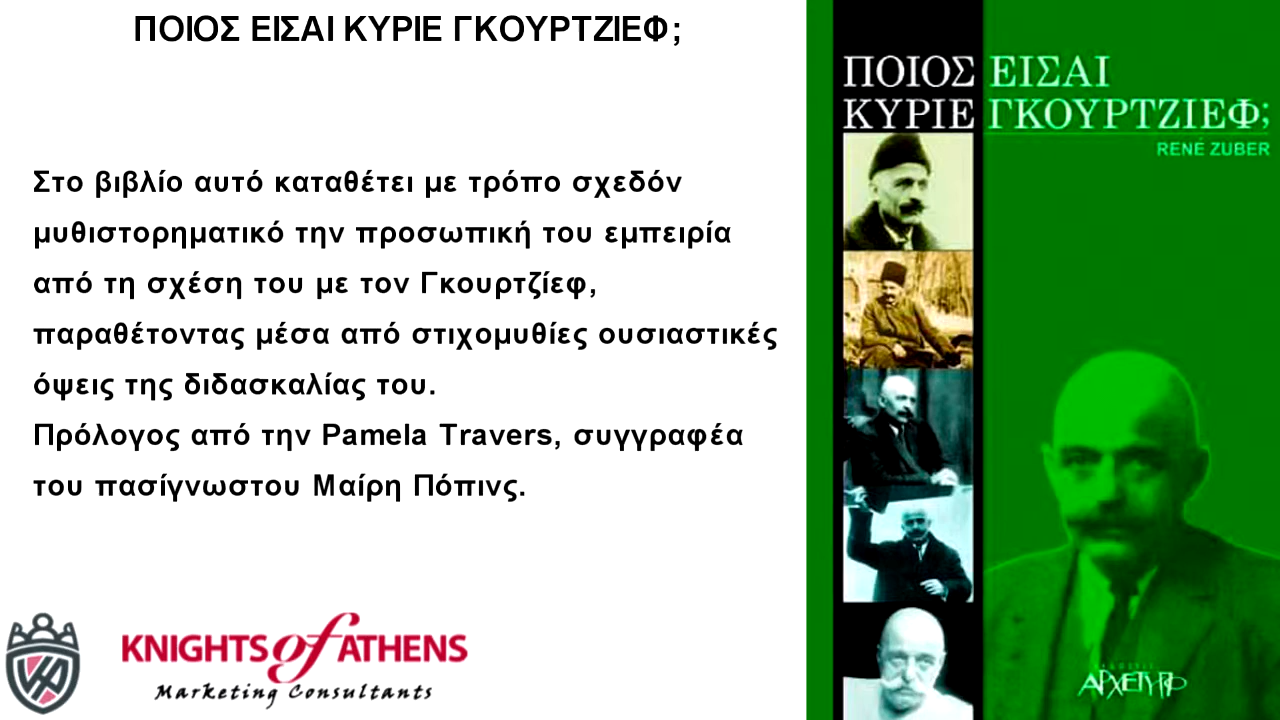 ΠΟΙΟΣ ΕΙΣΑΙ ΚΥΡΙΕ ΓΚΟΥΡΤΖΙΕΦ;
Στο βιβλίο αυτό καταθέτει με τρόπο σχεδόν
μυθιστορηματικό την προσωπική του εμπειρία
από τη σχέση του με τον Γκουρτζίεφ,
παραθέτοντας μέσα από στιχομυθίες ουσιαστικές
όψεις της διδασκαλίας του.
Πρόλογος από την Pamela Travers, συγγραφέα
του πασίγνωστου Μαίρη Πόπινς.
KNIGHTS of ATHENS
Marketing Consultants
ΠΟΙΟΣ ΕΙΣΑΙ
ΚΥΡΙΕ ΓΚΟΥΡΤΖΙΕΦ;
RENÉ ZUBER
ΑΡΧΕΤΥΠΟ